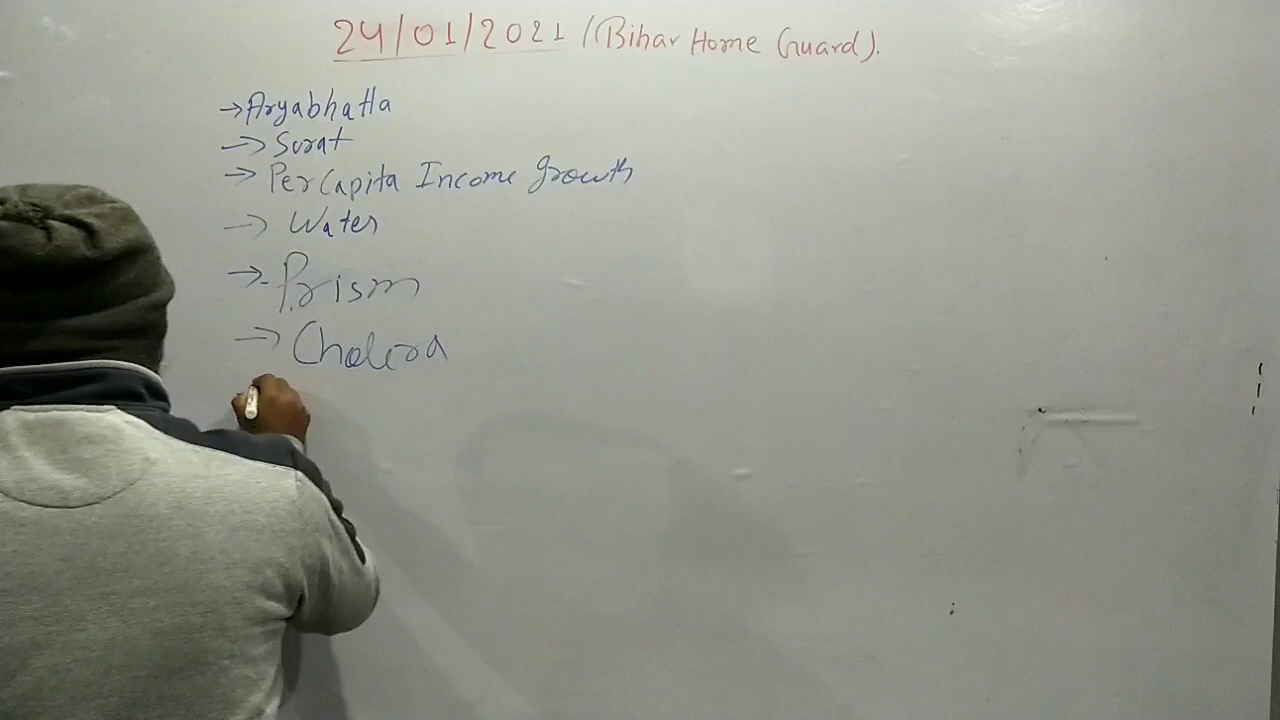 24/01/2021 / (Bihar Home Guard).
→ Aryabhatta
→ Surat
→ Per Capita Income Growth
→ Water
→ Prism
→ Cholera